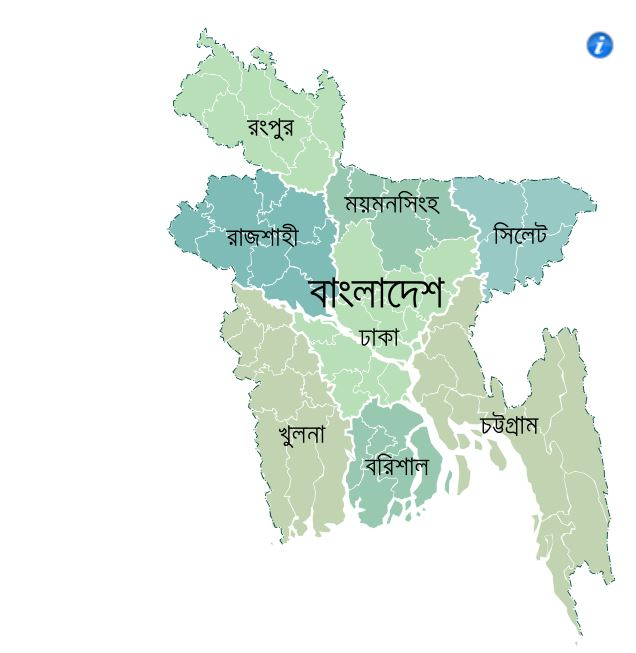 রংপুর
ময়মনসিংহ
রাজশাহী
সিলেট
বাংলাদেশ
ঢাকা
চট্টগ্রাম
খুলনা
বরিশাল